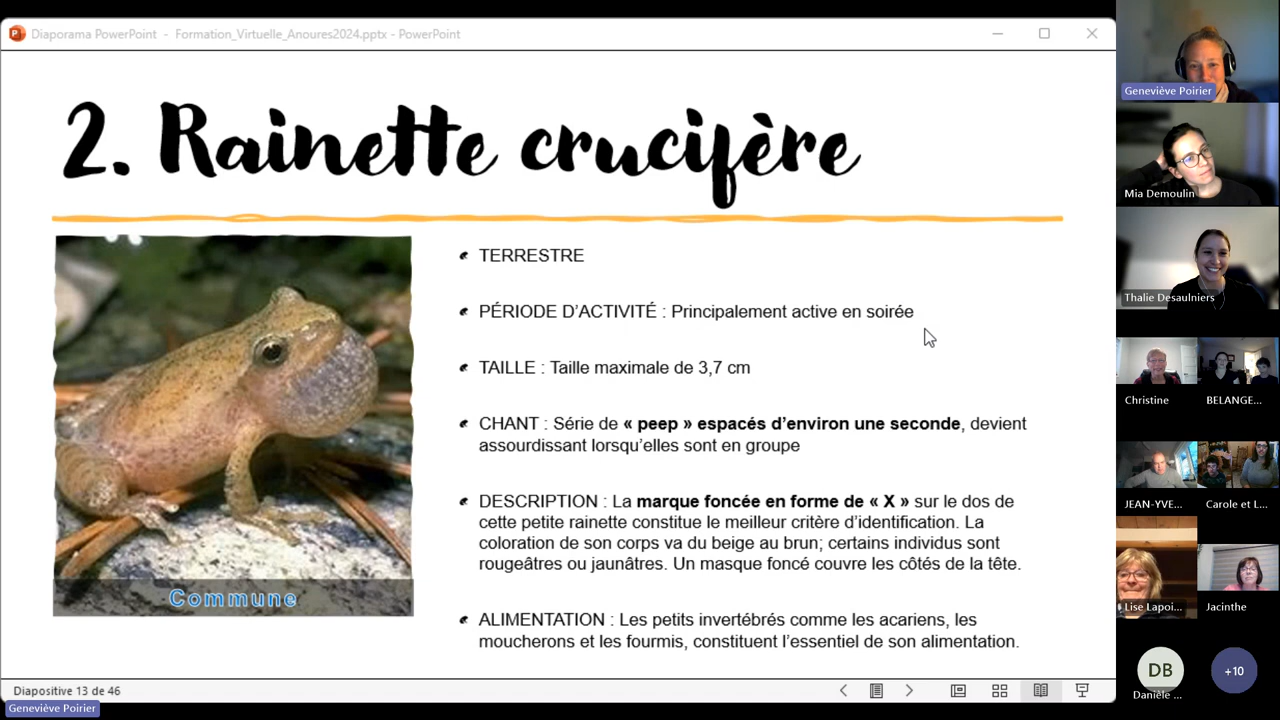 Diaporama PowerPoint - Formation_Virtuelle_Anoures2024.pptx - PowerPoint
2. Rainette crucifère
TERRESTRE
PÉRIODE D'ACTIVITÉ : Principalement active en soirée
TAILLE : Taille maximale de 3,7 cm
CHANT : Série de « peep » espacés d'environ une seconde, devient
assourdissant lorsqu'elles sont en groupe
DESCRIPTION : La marque foncée en forme de « X » sur le dos de
cette petite rainette constitue le meilleur critère d'identification. La
coloration de son corps va du beige au brun; certains individus sont
rougeâtres ou jaunâtres. Un masque foncé couvre les côtés de la tête.
ALIMENTATION : Les petits invertébrés comme les acariens, les
moucherons et les fourmis, constituent l'essentiel de son alimentation.
Commune
Diapositive 13 de 46
Geneviève Poirier
Geneviève Poirier
Mia Demoulin
Thalie Desaulniers
Christine
BELANGE...
JEAN-YVE...
Carole et L...
Lise Lapoi...
Jacinthe
DB
Danièle ...
+10